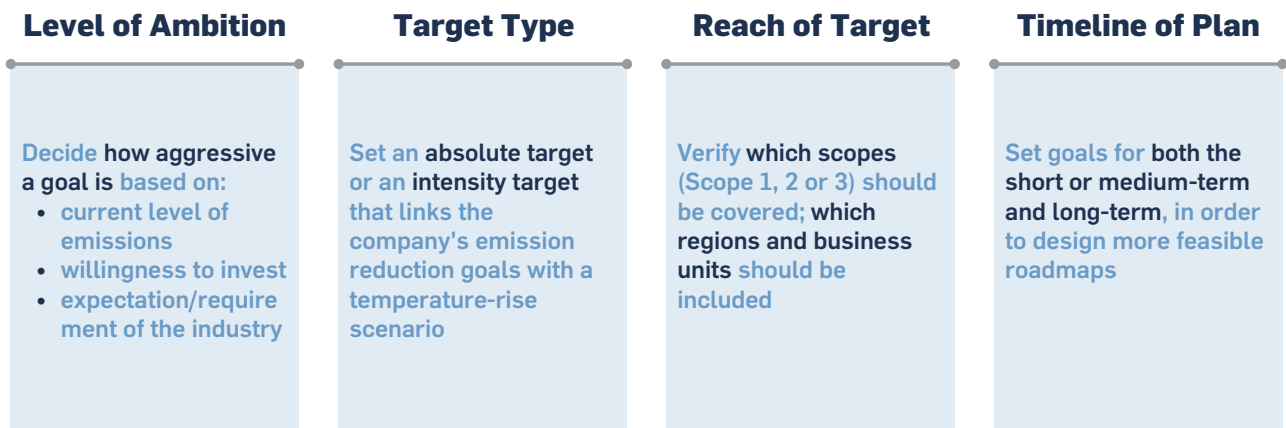 Level of Ambition
Decide how aggressive
a goal is based on:
• current level of
emissions
• willingness to invest
• expectation/require
ment of the industry
Target Type
Set an absolute target
or an intensity target
that links the
company's emission
reduction goals with a
temperature-rise
scenario
Reach of Target
Verify which scopes
(Scope 1, 2 or 3) should
be covered; which
regions and business
units should be
included
Timeline of Plan
Set goals for both the
short or medium-term
and long-term, in order
to design more feasible
roadmaps